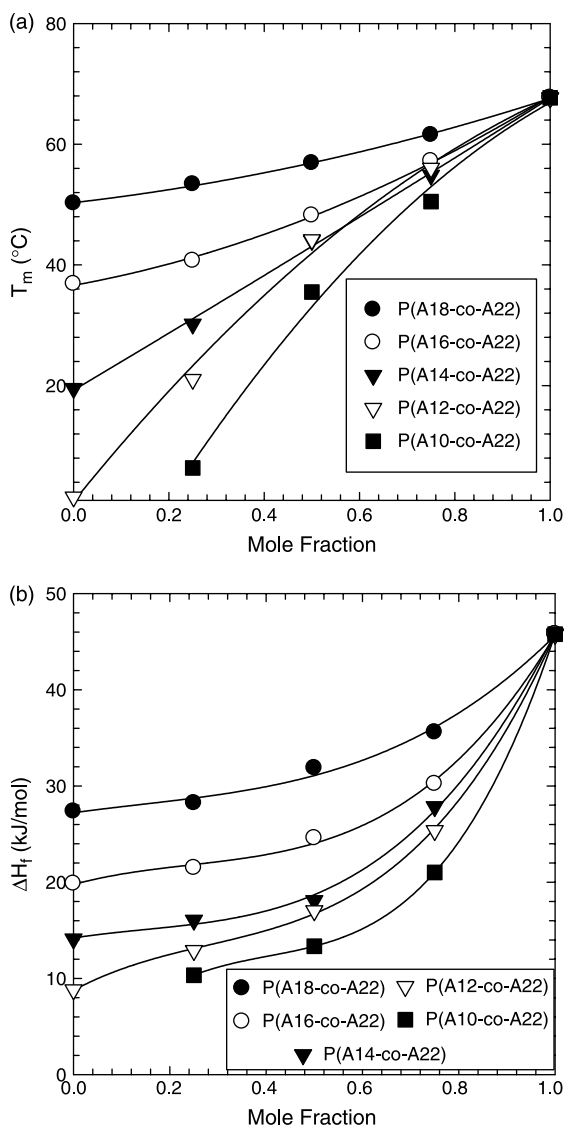 (a)
80
60
40
20
T_m (°C)
P(A18-co-A22)
P(A16-co-A22)
P(A14-co-A22)
P(A12-co-A22)
P(A10-co-A22)
0.0 0.2 0.4 0.6 0.8 1.0
Mole Fraction
(b)
50
40
30
20
10
0
ΔH_f (kJ/mol)
P(A18-co-A22) P(A12-co-A22)
P(A16-co-A22) P(A10-co-A22)
P(A14-co-A22)
0.0 0.2 0.4 0.6 0.8 1.0
Mole Fraction